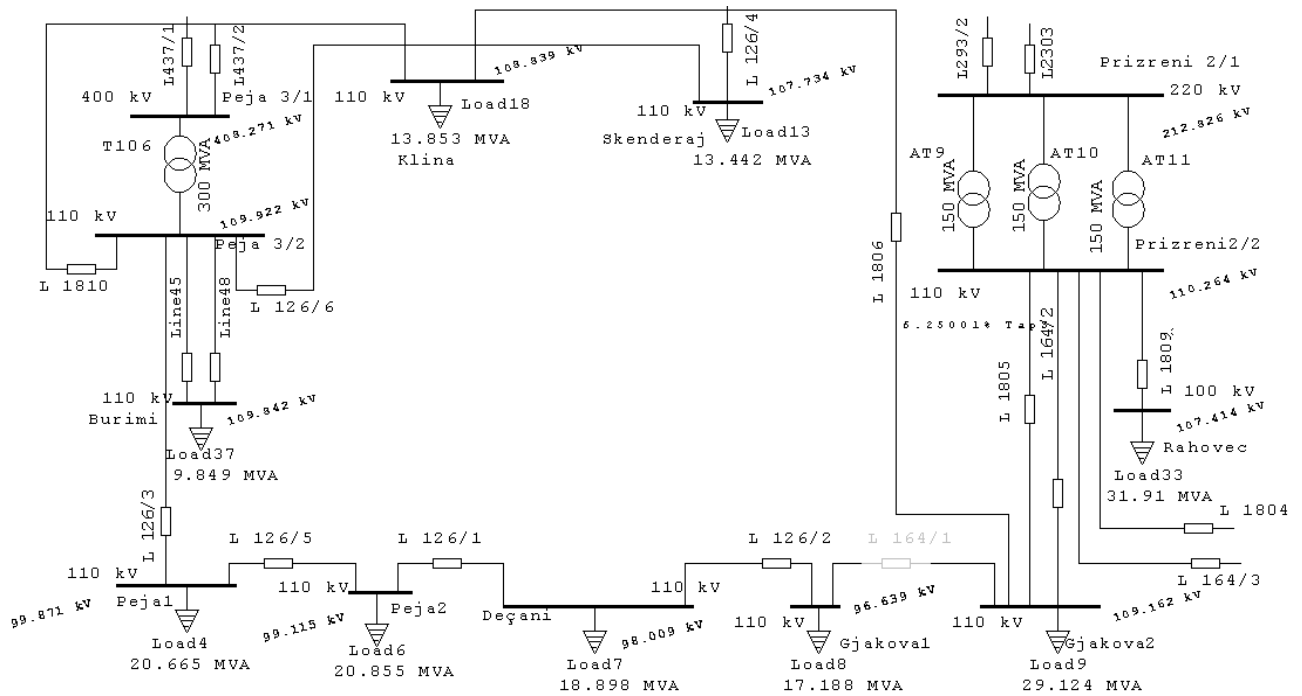 L437/1
L437/2
400 kV
Peja 3/1
408.271 kV
T106
300 MVA
110 kV
109.922 kV
Peja 3/2
L 1810
L 126/6
Line45
Line48
110 kV
Burimi
109.842 kV
Load37
9.849 MVA
110 kV
108.839 kV
Load18
13.853 MVA
Klina
L 126/4
107.734 kV
110 kV
Skenderaj
Load13
13.442 MVA
L293/2
L2303
Prizreni 2/1
220 kV
212.826 kV
AT9
AT10
AT11
150 MVA
150 MVA
150 MVA
Prizreni2/2
110 kV
110.264 kV
L 1806
L 164/2
L 1805
L 1809
100 kV
107.414 kV
Rahovec
Load33
31.91 MVA
L 1804
L 164/3
L 126/3
110 kV
Peja1
99.871 kV
Load4
20.665 MVA
L 126/5
110 kV
Peja2
99.115 kV
Load6
20.855 MVA
L 126/1
Deçani
110 kV
98.009 kV
Load7
18.898 MVA
L 126/2
L 164/1
110 kV
96.639 kV
Gjakova1
Load8
17.188 MVA
110 kV
109.162 kV
Gjakova2
Load9
29.124 MVA